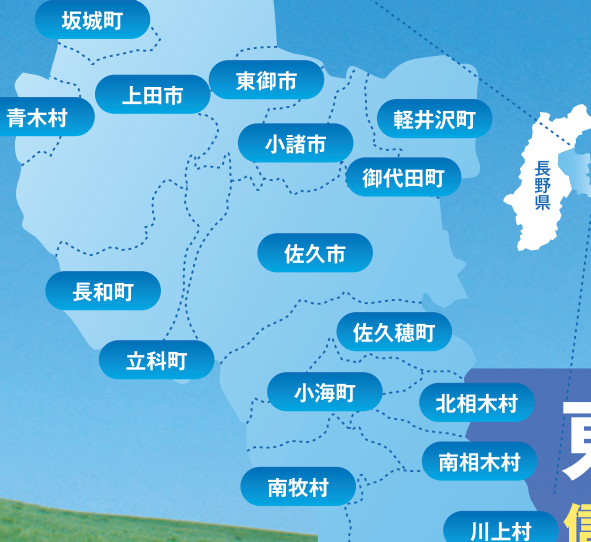 坂城町
東御市
上田市
青木村
軽井沢町
小諸市
御代田町
長野県
佐久市
長和町
佐久穂町
立科町
小海町
北相木村
南相木村
南牧村
川上村
信